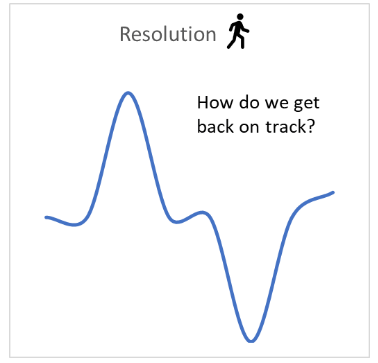 Resolution
How do we get
back on track?